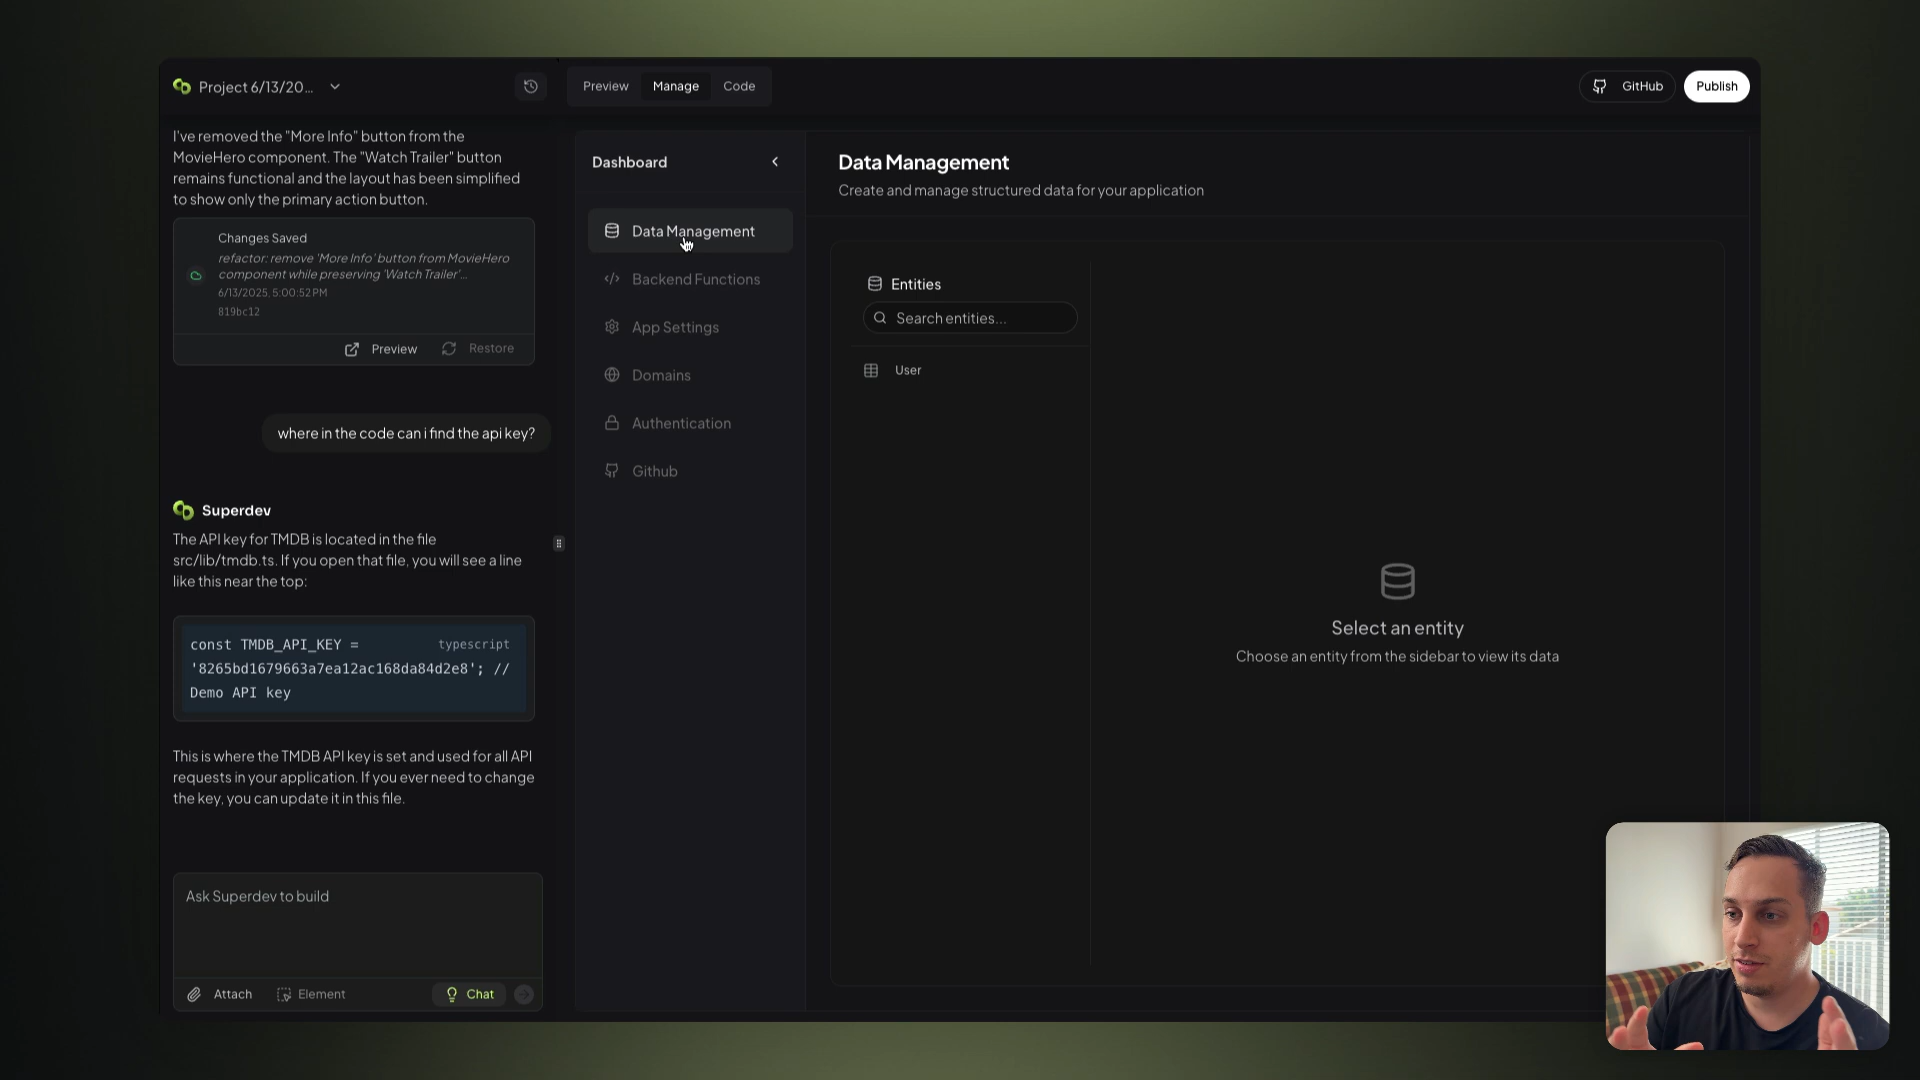 Project 6/13/20...
Preview
Manage
Code
GitHub
Publish
I've removed the "More Info" button from the
MovieHero component. The "Watch Trailer" button
remains functional and the layout has been simplified
to show only the primary action button.
Changes Saved
refactor: remove 'More Info' button from MovieHero
component while preserving 'Watch Trailer'...
6/13/2025, 5:00:52 PM
819bc12
Preview
Restore
where in the code can i find the api key?
Superdev
The API key for TMDB is located in the file
src/lib/tmdb.ts. If you open that file, you will see a line
like this near the top:
const TMDB_API_KEY =
typescript
'8265bd1679663a7ea12ac168da84d2e8'; //
Demo API key
This is where the TMDB API key is set and used for all API
requests in your application. If you ever need to change
the key, you can update it in this file.
Ask Superdev to build
Attach
Element
Chat
Dashboard
Data Management
Backend Functions
App Settings
Domains
Authentication
Github
Data Management
Create and manage structured data for your application
Entities
Search entities...
User
Select an entity
Choose an entity from the sidebar to view its data